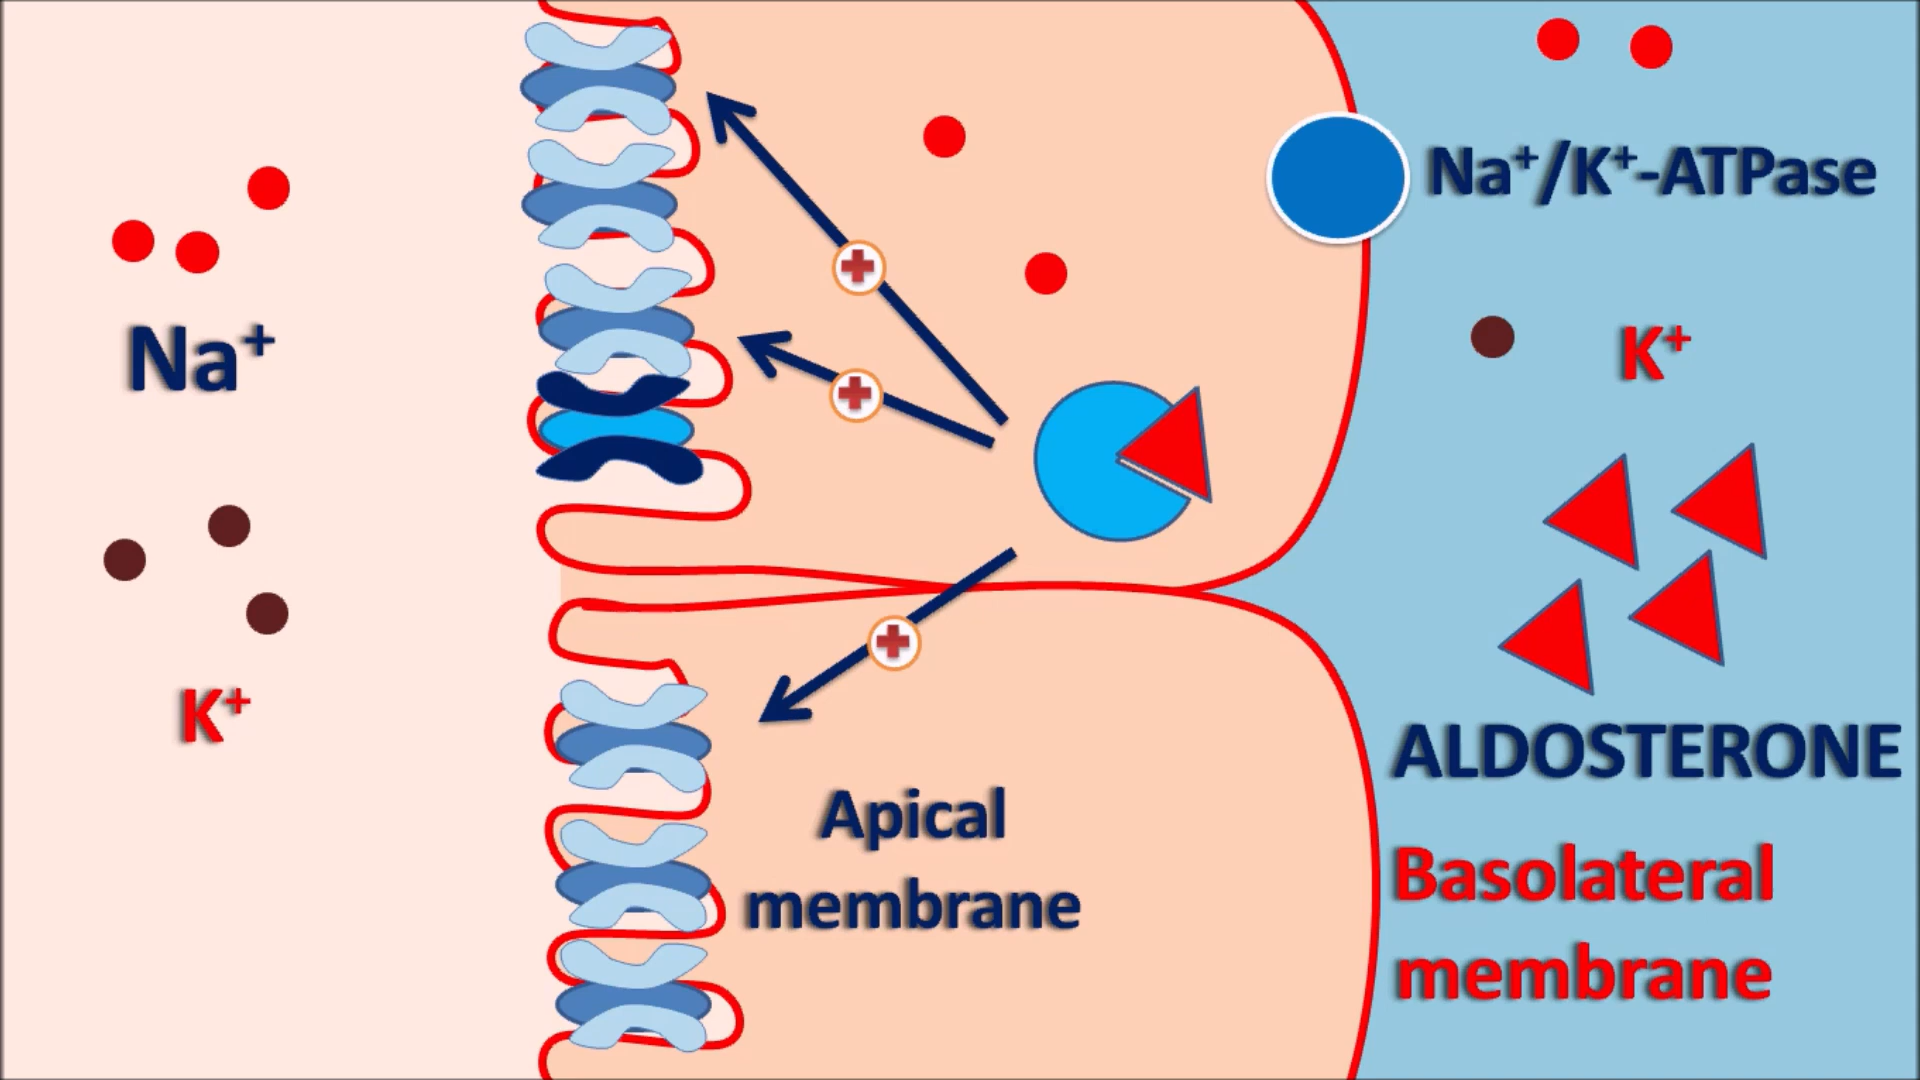 Na⁺/K⁺-ATPase
Na⁺
K⁺
K⁺
ALDOSTERONE
Apical
membrane
Basolateral
membrane